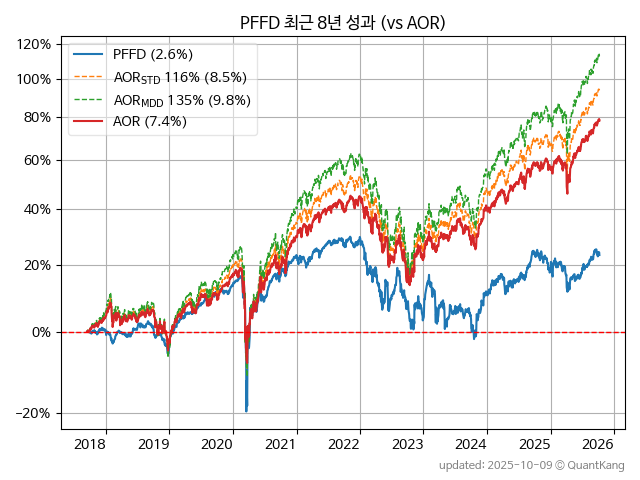 PFFD 최근 8년 성과 (vs AOR)
PFFD (2.6%)
AOR_STD 116% (8.5%)
AOR_MDD 135% (9.8%)
AOR (7.4%)
120%
100%
80%
60%
40%
20%
0%
−20%
2018 2019 2020 2021 2022 2023 2024 2025 2026
updated: 2025-10-09 © QuantKang